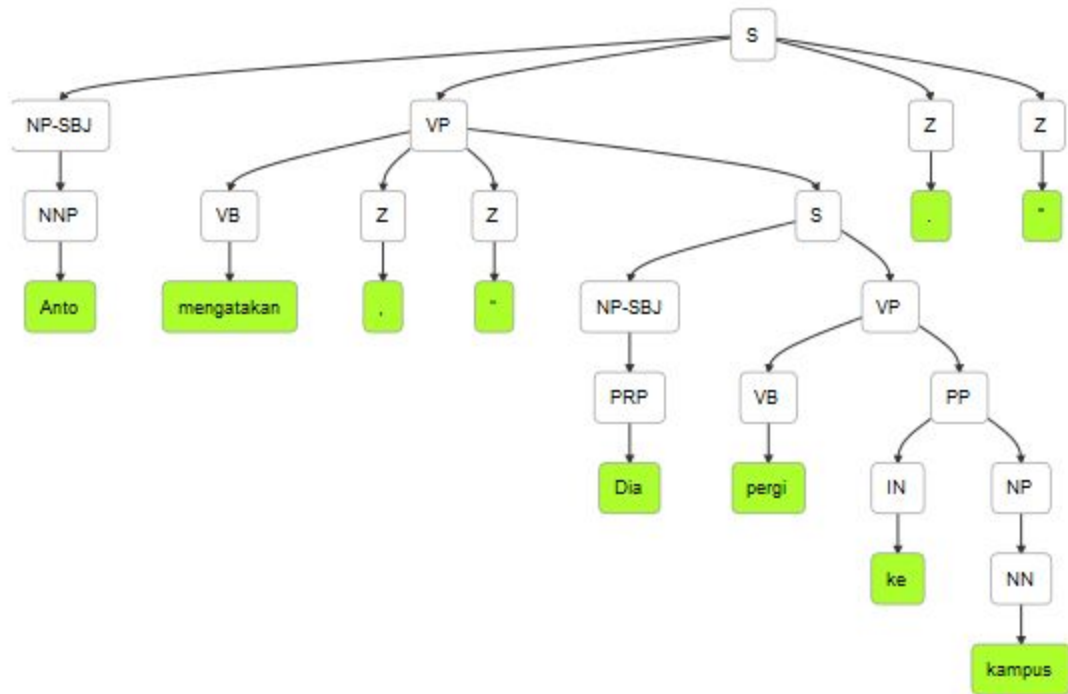 S
NP-SBJ VP Z Z
NNP VB Z Z S . "
Anto mengatakan , " NP-SBJ VP
PRP VB PP
Dia pergi IN NP
ke NN
kampus